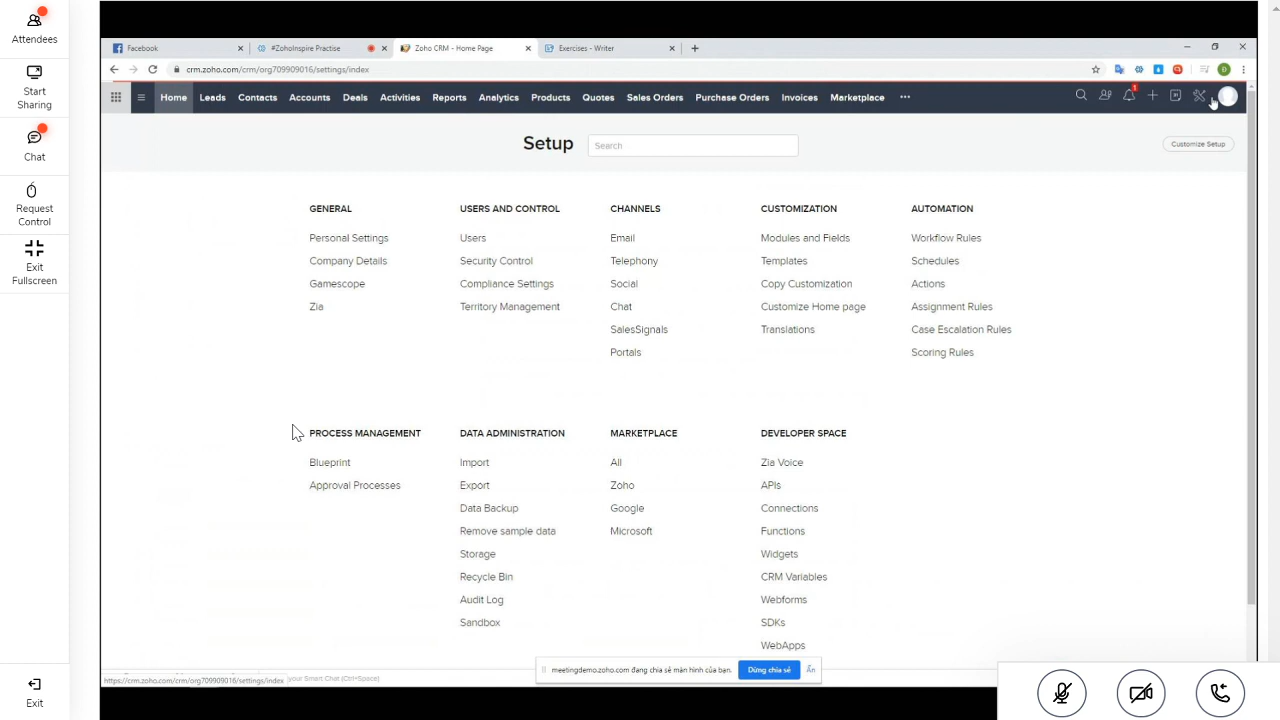 Attendees
Start
Sharing
Chat
Request
Control
Exit
Fullscreen
Exit
Facebook
#ZohoInspire Practise
Zoho CRM - Home Page
Exercises - Writer
crm.zoho.com/crm/org709909016/settings/index
Home Leads Contacts Accounts Deals Activities Reports Analytics Products Quotes Sales Orders Purchase Orders Invoices Marketplace
1
Setup
Search
Customize Setup
GENERAL
Personal Settings
Company Details
Gamescope
Zia
USERS AND CONTROL
Users
Security Control
Compliance Settings
Territory Management
CHANNELS
Email
Telephony
Social
Chat
SalesSignals
Portals
CUSTOMIZATION
Modules and Fields
Templates
Copy Customization
Customize Home page
Translations
AUTOMATION
Workflow Rules
Schedules
Actions
Assignment Rules
Case Escalation Rules
Scoring Rules
PROCESS MANAGEMENT
Blueprint
Approval Processes
DATA ADMINISTRATION
Import
Export
Data Backup
Remove sample data
Storage
Recycle Bin
Audit Log
Sandbox
MARKETPLACE
All
Zoho
Google
Microsoft
DEVELOPER SPACE
Zia Voice
APIs
Connections
Functions
Widgets
CRM Variables
Webforms
SDKs
WebApps
meetingdemo.zoho.com đang chia sẻ màn hình của bạn.
Dừng chia sẻ
Ẩn
https://crm.zoho.com/crm/org709909016/settings/index
your Smart Chat (Ctrl+Space)